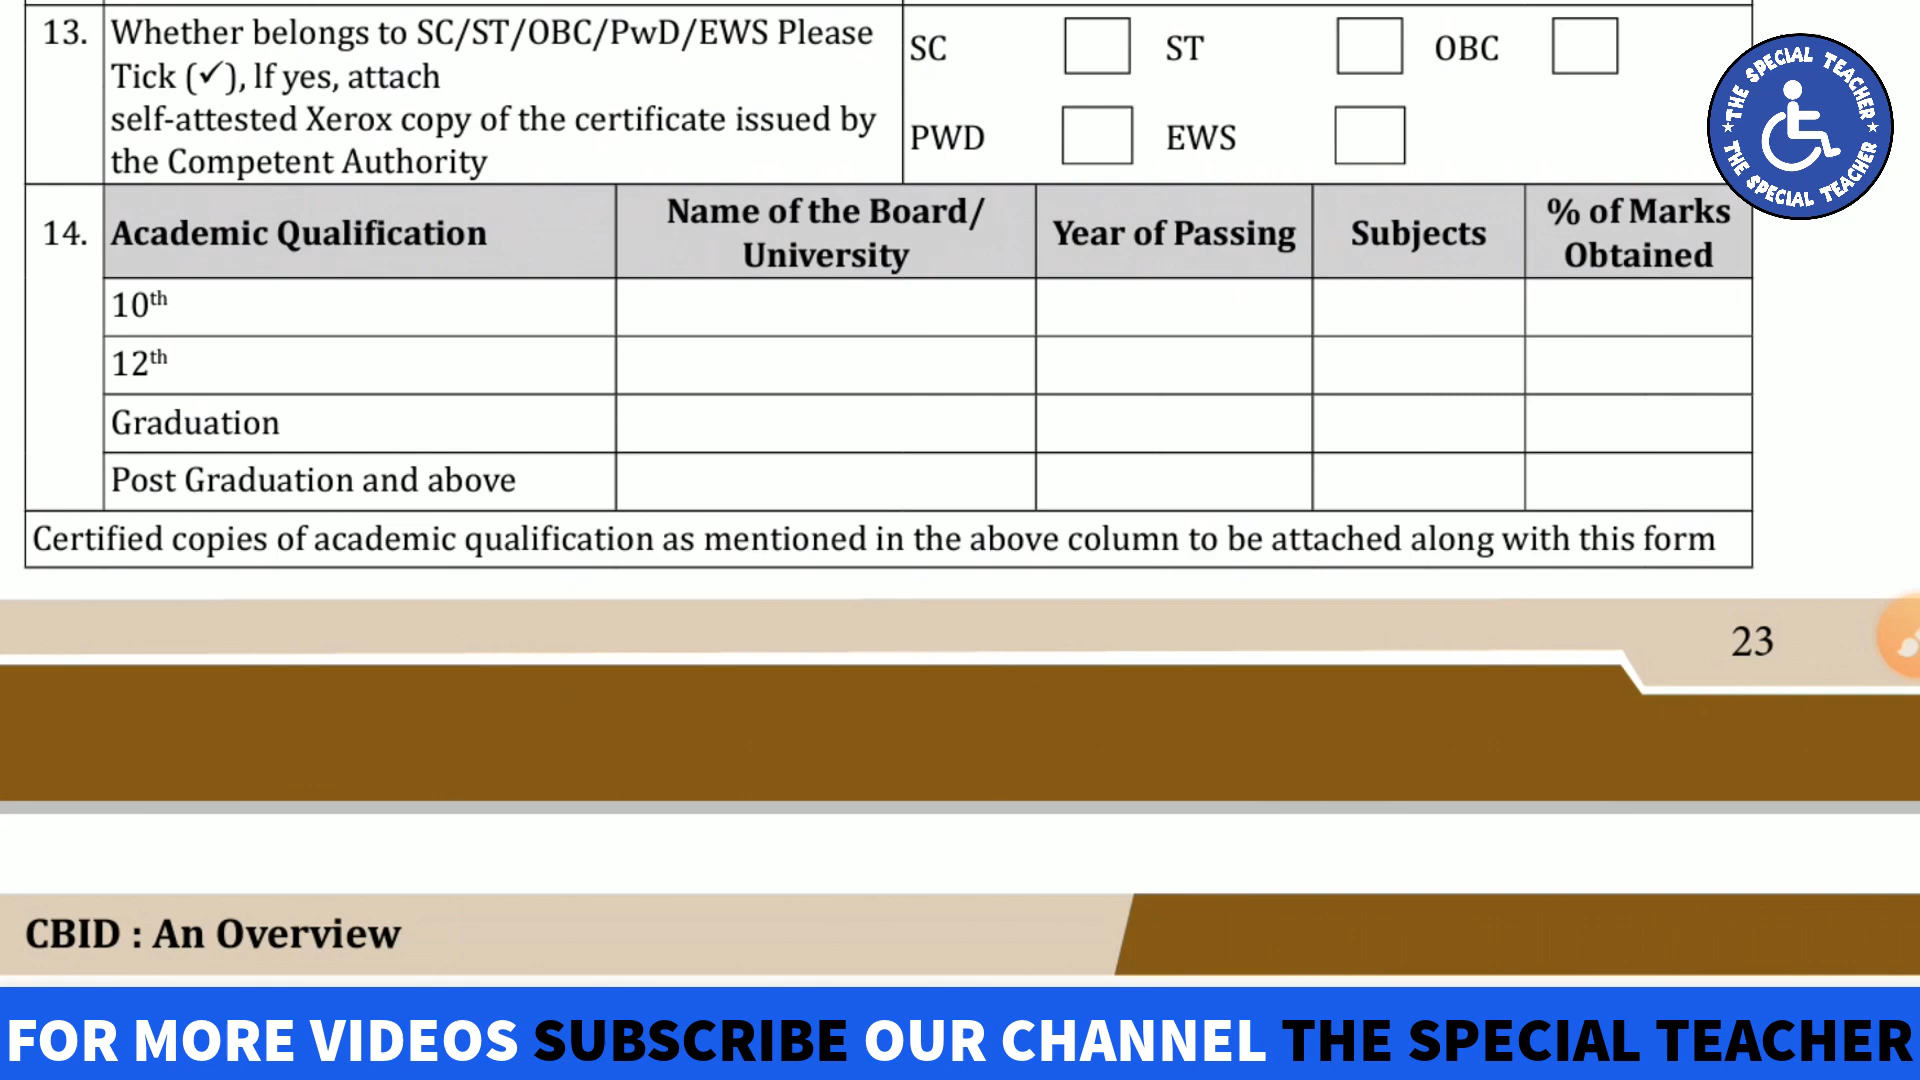 13. Whether belongs to SC/ST/OBC/PwD/EWS Please
Tick (✓), If yes, attach
self-attested Xerox copy of the certificate issued by
the Competent Authority
SC ST OBC
PWD EWS
THE SPECIAL TEACHER
THE SPECIAL TEACHER
14. Academic Qualification
Name of the Board/
University
Year of Passing
Subjects
% of Marks
Obtained
10th
12th
Graduation
Post Graduation and above
Certified copies of academic qualification as mentioned in the above column to be attached along with this form
23
CBID : An Overview
FOR MORE VIDEOS SUBSCRIBE OUR CHANNEL THE SPECIAL TEACHER